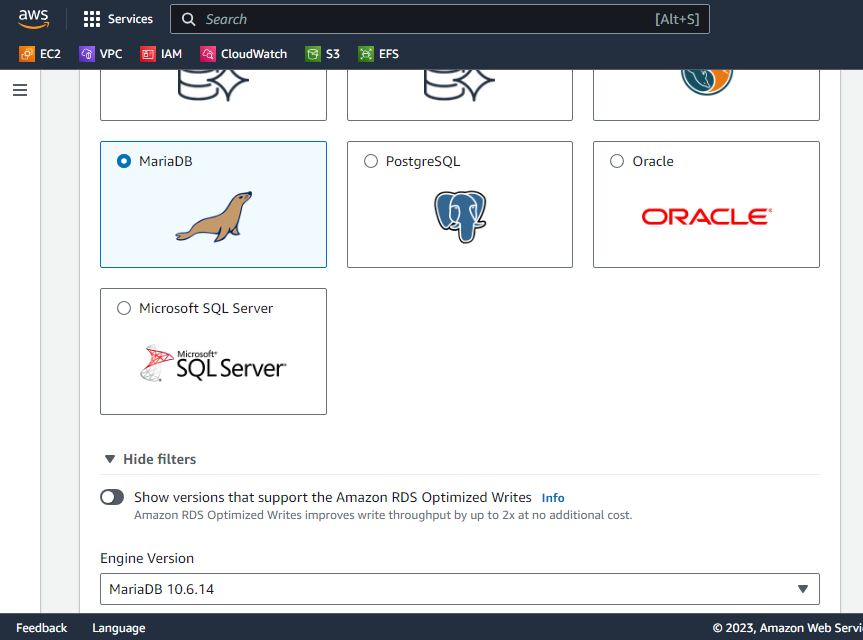 aws
Services
Search
[Alt+S]
EC2
VPC
IAM
CloudWatch
S3
EFS
MariaDB
PostgreSQL
Oracle
ORACLE®
Microsoft SQL Server
Microsoft®
SQL Server®
Hide filters
Show versions that support the Amazon RDS Optimized Writes Info
Amazon RDS Optimized Writes improves write throughput by up to 2x at no additional cost.
Engine Version
MariaDB 10.6.14
Feedback
Language
© 2023, Amazon Web Servi